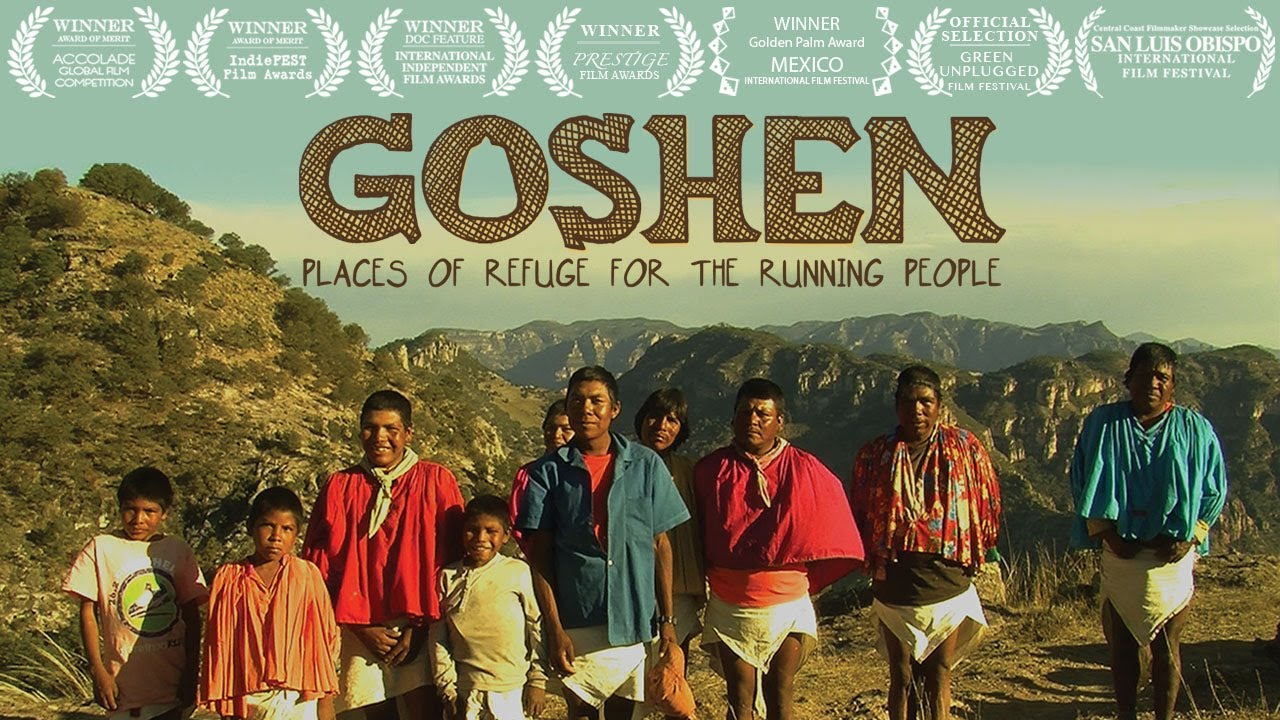 WINNER
AWARD OF MERIT
ACCOLADE
GLOBAL FILM
COMPETITION
WINNER
AWARD OF MERIT
IndieFEST
Film Awards
WINNER
DOC FEATURE
INTERNATIONAL
INDEPENDENT
FILM AWARDS
WINNER
PRESTIGE
FILM AWARDS
WINNER
Golden Palm Award
MEXICO
INTERNATIONAL FILM FESTIVAL
OFFICIAL
SELECTION
GREEN
UNPLUGGED
FILM FESTIVAL
Central Coast Filmmaker Showcase Selection
SAN LUIS OBISPO
INTERNATIONAL
FILM FESTIVAL
GOSHEN
PLACES OF REFUGE FOR THE RUNNING PEOPLE